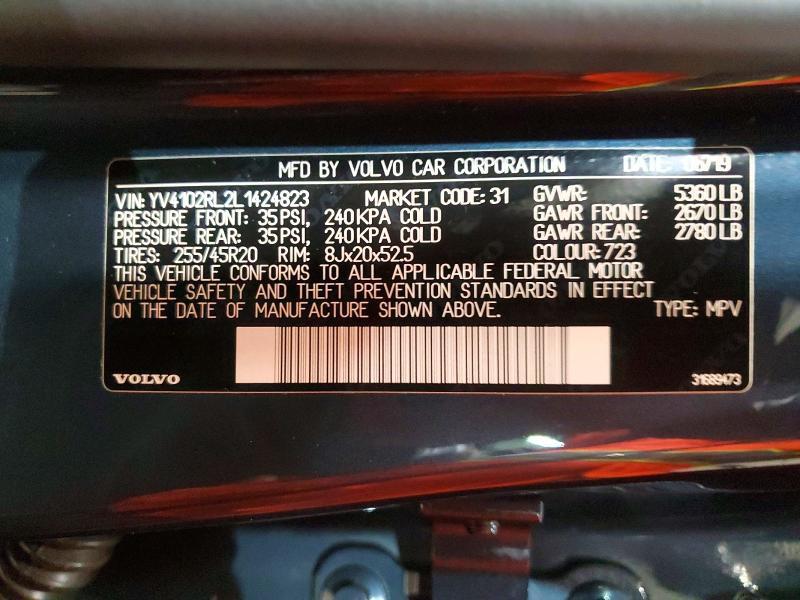 MFD BY VOLVO CAR CORPORATION DATE:
VIN: YV4102RL2L1424823 MARKET CODE: 31 GVWR: 5360 LB
PRESSURE FRONT: 35 PSI, 240 KPA COLD GAWR FRONT: 2670 LB
PRESSURE REAR: 35 PSI, 240 KPA COLD GAWR REAR: 2780 LB
TIRES: 255/45R20 RIM: 8Jx20x52.5 COLOUR: 723
THIS VEHICLE CONFORMS TO ALL APPLICABLE FEDERAL MOTOR
VEHICLE SAFETY AND THEFT PREVENTION STANDARDS IN EFFECT
ON THE DATE OF MANUFACTURE SHOWN ABOVE. TYPE: MPV
VOLVO 31689473